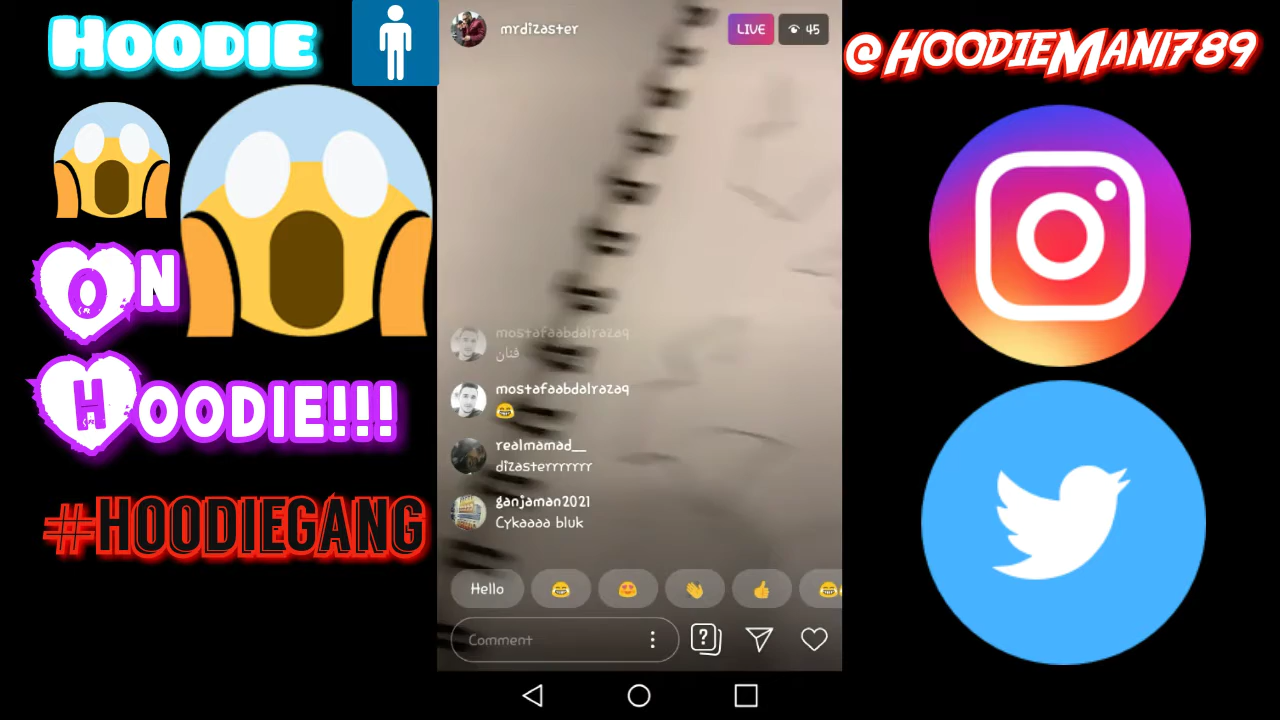 HOODIE
ON
HOODIE!!!
#HOODIEGANG
mrdizaster
LIVE
45
mostafaabdalrazaq
فنان
mostafaabdalrazaq
realmamad__
dizasterrrrrrr
ganjaman2021
Cykaaaa bluk
Hello
Comment
@HOODIEMAN1789